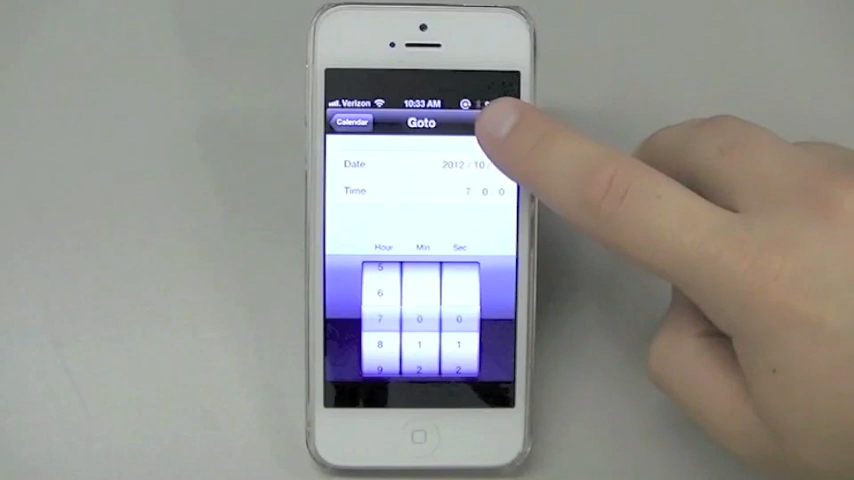 Verizon 10:33 AM
Calendar Goto
Date 2012 / 10 /
Time 7 0 0
Hour Min Sec
5
6
7 0 0
8 1 1
9 2 2